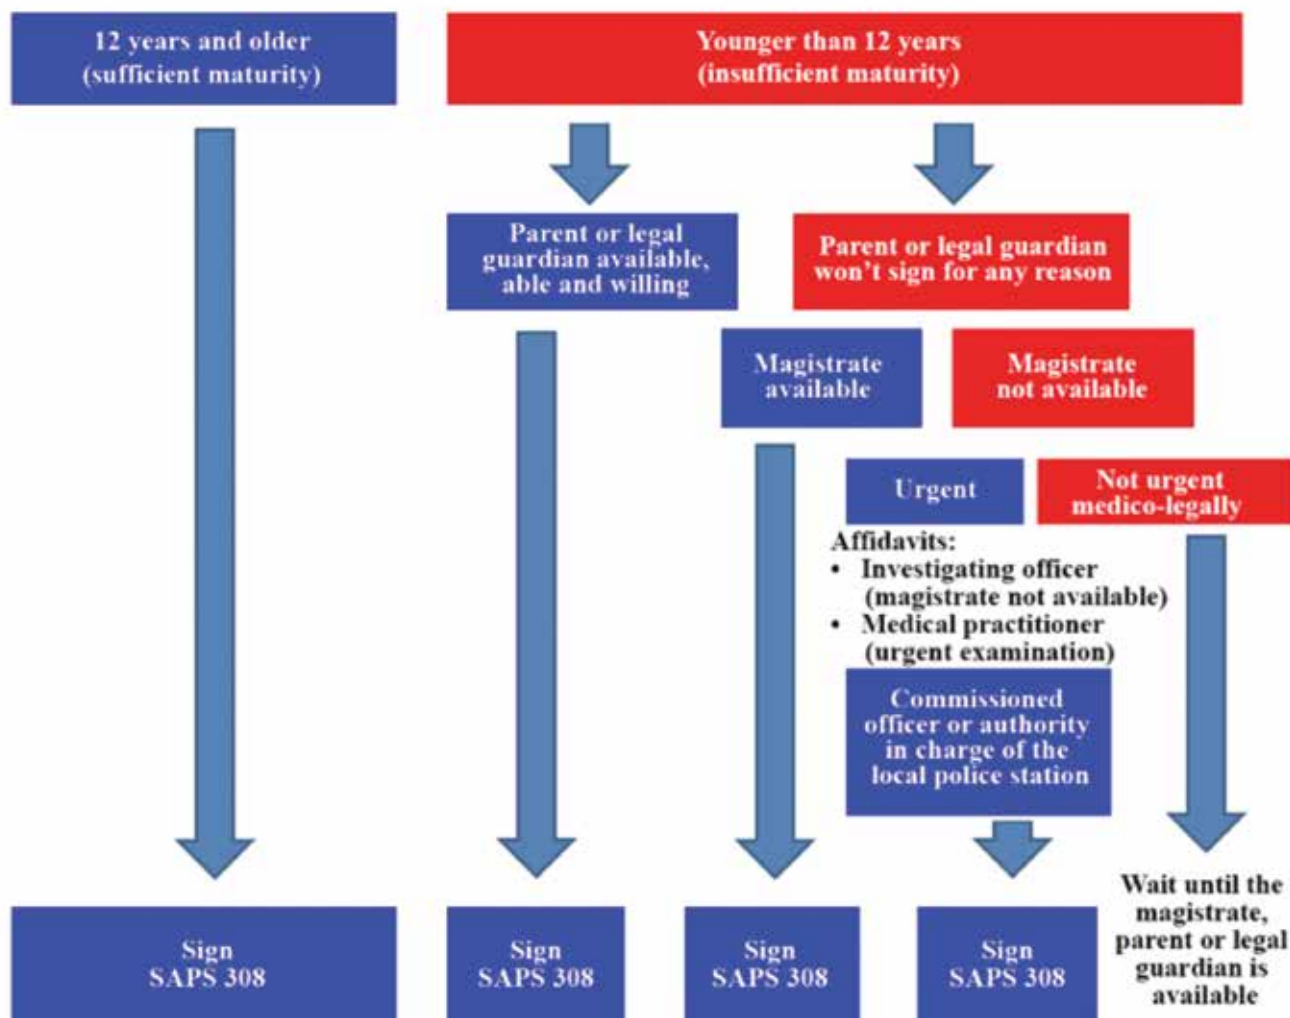 12 years and older
(sufficient maturity)
Younger than 12 years
(insufficient maturity)
Parent or legal
guardian available,
able and willing
Parent or legal guardian
won't sign for any reason
Magistrate
available
Magistrate
not available
Urgent
Not urgent
medico-legally
Affidavits:
• Investigating officer
(magistrate not available)
• Medical practitioner
(urgent examination)
Commissioned
officer or authority
in charge of the
local police station
Sign
SAPS 308
Sign
SAPS 308
Sign
SAPS 308
Sign
SAPS 308
Wait until the
magistrate,
parent or legal
guardian is
available